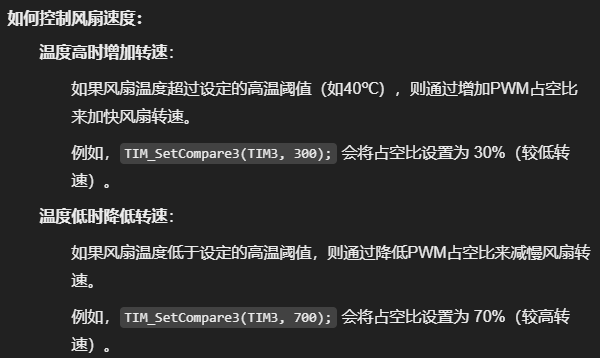 如何控制风扇速度：
温度高时增加转速：
如果风扇温度超过设定的高温阈值（如40℃），则通过增加PWM占空比
来加快风扇转速。
例如，TIM_SetCompare3(TIM3, 300); 会将占空比设置为 30%（较低转
速）。
温度低时降低转速：
如果风扇温度低于设定的高温阈值，则通过降低PWM占空比来减慢风扇转
速。
例如，TIM_SetCompare3(TIM3, 700); 会将占空比设置为 70%（较高转
速）。